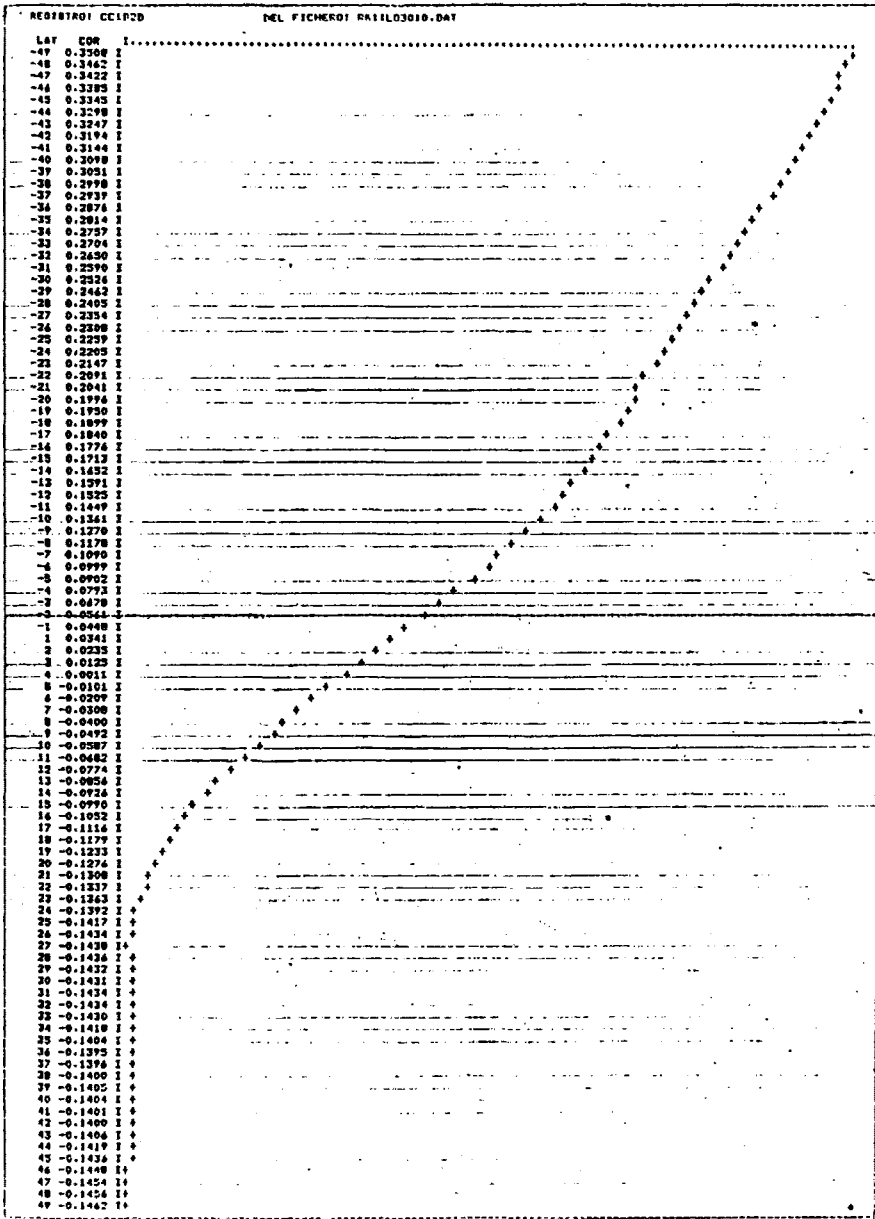 REGISTRO: CC1P2D DEL FICHERO: RK11L03010.DAT
LAT COR I....................................................................................................
-49 0.3508 I +
-48 0.3462 I +
-47 0.3422 I +
-46 0.3385 I +
-45 0.3345 I +
-44 0.3298 I +
-43 0.3247 I +
-42 0.3194 I +
-41 0.3144 I +
-40 0.3098 I +
-39 0.3051 I +
-38 0.2998 I +
-37 0.2939 I +
-36 0.2876 I +
-35 0.2814 I +
-34 0.2757 I +
-33 0.2704 I +
-32 0.2650 I +
-31 0.2590 I +
-30 0.2526 I +
-29 0.2462 I +
-28 0.2405 I +
-27 0.2354 I +
-26 0.2308 I +
-25 0.2259 I +
-24 0.2205 I +
-23 0.2147 I +
-22 0.2091 I +
-21 0.2041 I +
-20 0.1996 I +
-19 0.1950 I +
-18 0.1899 I +
-17 0.1840 I +
-16 0.1776 I +
-15 0.1713 I +
-14 0.1652 I +
-13 0.1591 I +
-12 0.1525 I +
-11 0.1449 I +
-10 0.1361 I +
-9 0.1270 I +
-8 0.1178 I +
-7 0.1090 I +
-6 0.0999 I +
-5 0.0902 I +
-4 0.0793 I +
-3 0.0678 I +
-2 0.0561 I +
-1 0.0448 I +
1 0.0341 I +
2 0.0235 I +
3 0.0125 I +
4 0.0011 I +
5 -0.0101 I +
6 -0.0209 I +
7 -0.0308 I +
8 -0.0400 I +
9 -0.0492 I +
10 -0.0587 I +
11 -0.0682 I +
12 -0.0774 I +
13 -0.0856 I +
14 -0.0926 I +
15 -0.0990 I +
16 -0.1052 I +
17 -0.1116 I +
18 -0.1179 I +
19 -0.1233 I +
20 -0.1276 I +
21 -0.1308 I +
22 -0.1337 I +
23 -0.1363 I +
24 -0.1392 I +
25 -0.1417 I +
26 -0.1434 I +
27 -0.1438 I+
28 -0.1436 I +
29 -0.1432 I +
30 -0.1431 I +
31 -0.1434 I +
32 -0.1434 I +
33 -0.1430 I +
34 -0.1418 I +
35 -0.1404 I +
36 -0.1395 I +
37 -0.1396 I +
38 -0.1400 I +
39 -0.1405 I +
40 -0.1404 I +
41 -0.1401 I +
42 -0.1400 I +
43 -0.1406 I +
44 -0.1419 I +
45 -0.1436 I +
46 -0.1448 I+
47 -0.1454 I+
48 -0.1456 I+
49 -0.1462 I+